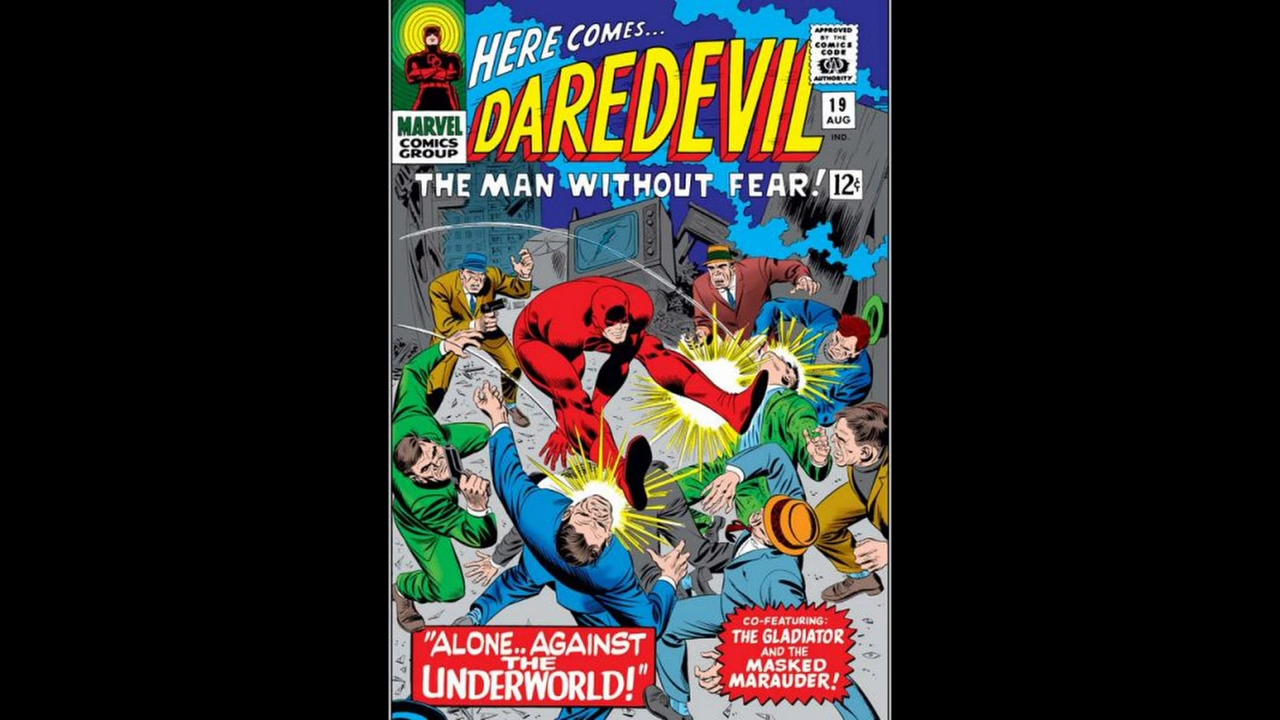 HERE COMES...
DAREDEVIL
THE MAN WITHOUT FEAR!
12¢
MARVEL
COMICS
GROUP
APPROVED
BY THE
COMICS
CODE
CA
AUTHORITY
19
AUG
IND.
"ALONE.. AGAINST
THE
UNDERWORLD!"
CO-FEATURING:
THE GLADIATOR
AND THE
MASKED
MARAUDER!